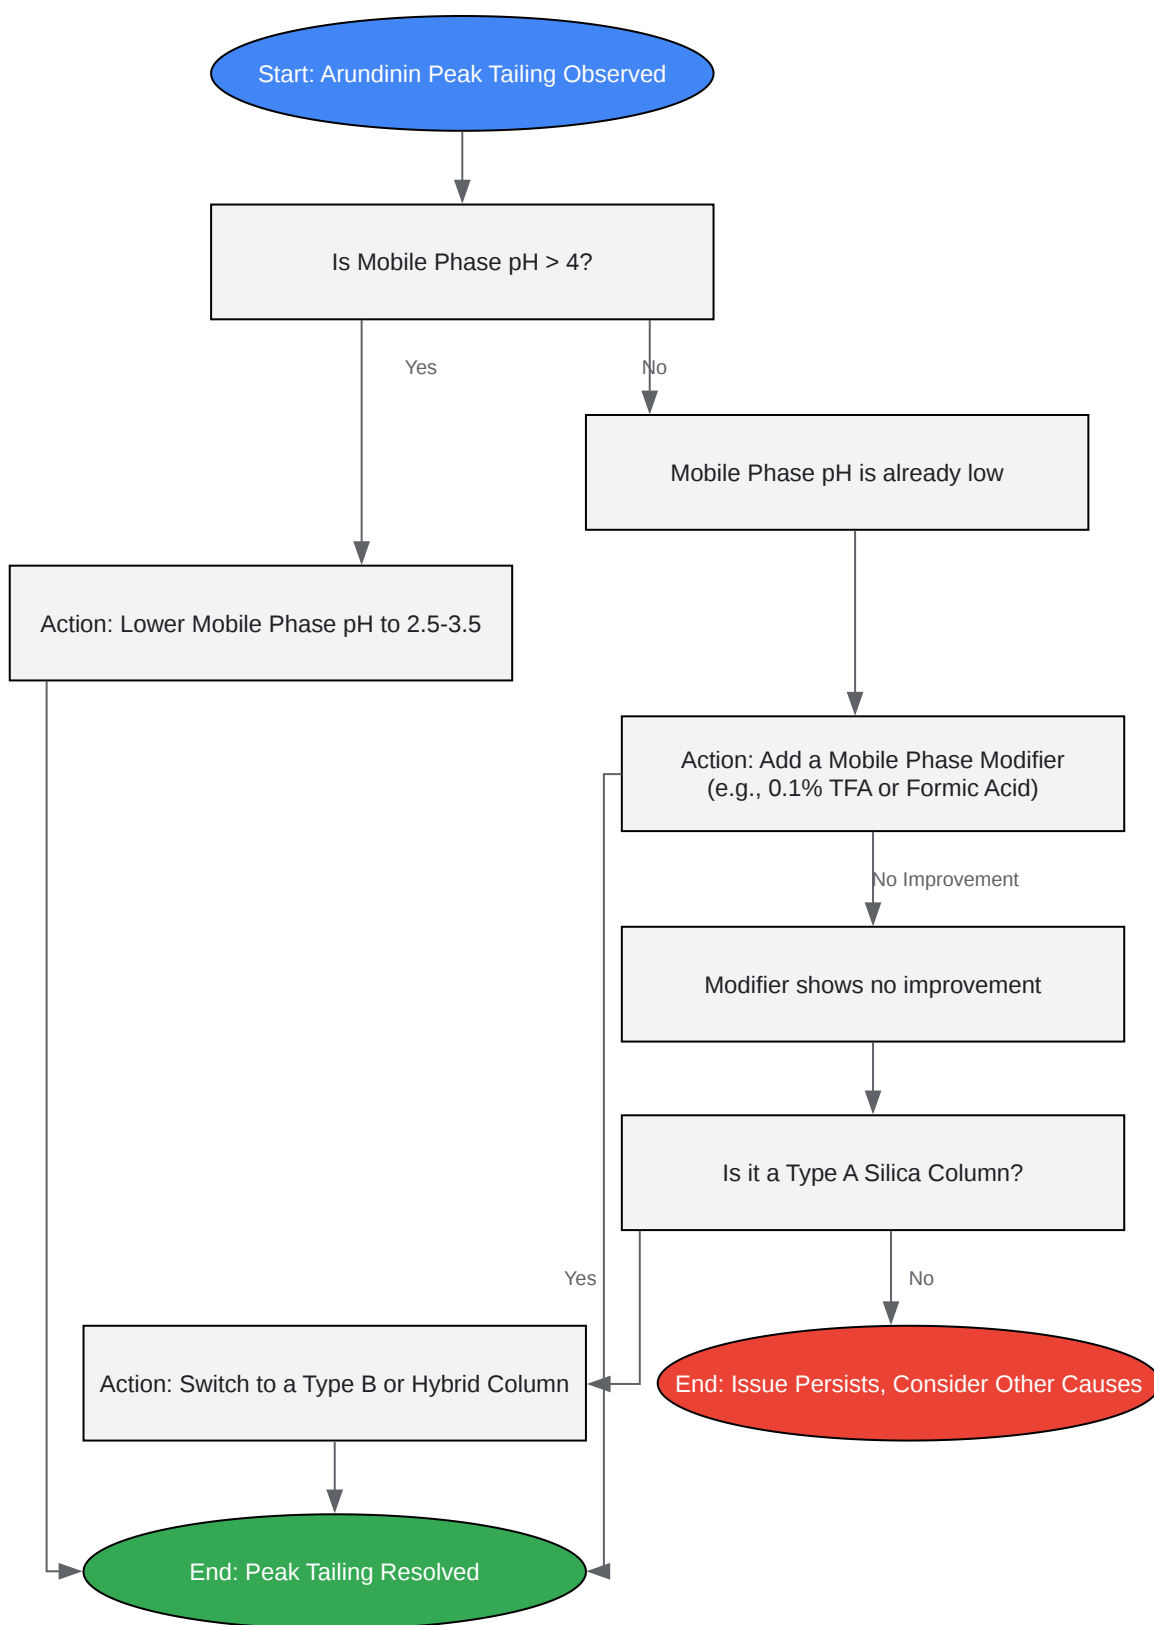 Start: Arundinin Peak Tailing Observed
Is Mobile Phase pH > 4?
Yes
No
Mobile Phase pH is already low
Action: Lower Mobile Phase pH to 2.5-3.5
Action: Add a Mobile Phase Modifier
(e.g., 0.1% TFA or Formic Acid)
No Improvement
Modifier shows no improvement
Is it a Type A Silica Column?
Yes
No
Action: Switch to a Type B or Hybrid Column
End: Issue Persists, Consider Other Causes
End: Peak Tailing Resolved